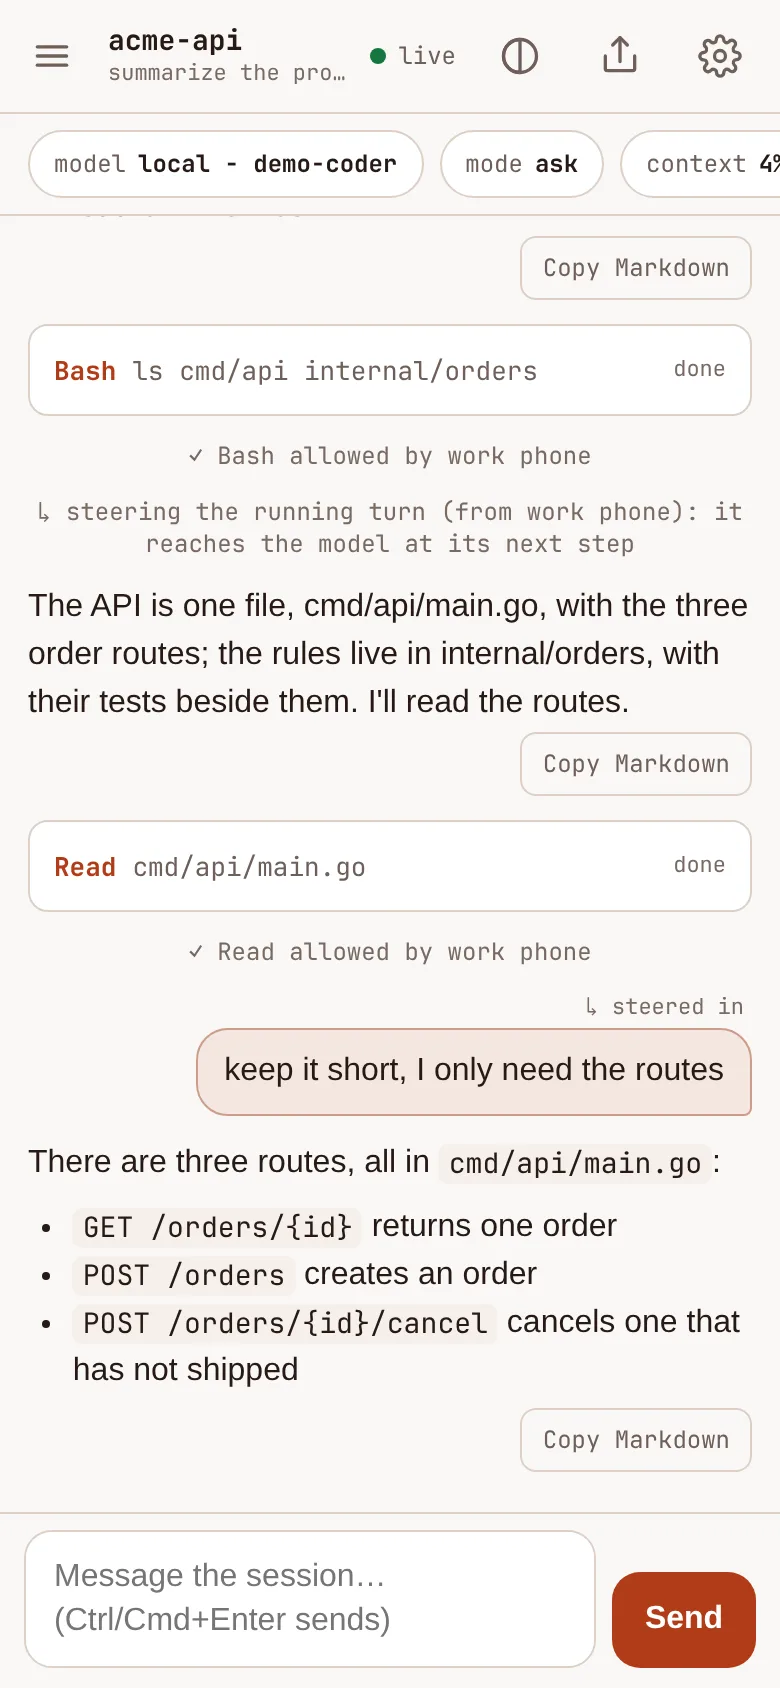 acme-api
summarize the pro…
live
model local - demo-coder
mode ask
context 4%
Copy Markdown
Bash ls cmd/api internal/orders
done
✓ Bash allowed by work phone
↳ steering the running turn (from work phone): it
reaches the model at its next step
The API is one file, cmd/api/main.go, with the three
order routes; the rules live in internal/orders, with
their tests beside them. I'll read the routes.
Copy Markdown
Read cmd/api/main.go
done
✓ Read allowed by work phone
↳ steered in
keep it short, I only need the routes
There are three routes, all in cmd/api/main.go:
• GET /orders/{id} returns one order
• POST /orders creates an order
• POST /orders/{id}/cancel cancels one that
has not shipped
Copy Markdown
Message the session…
(Ctrl/Cmd+Enter sends)
Send